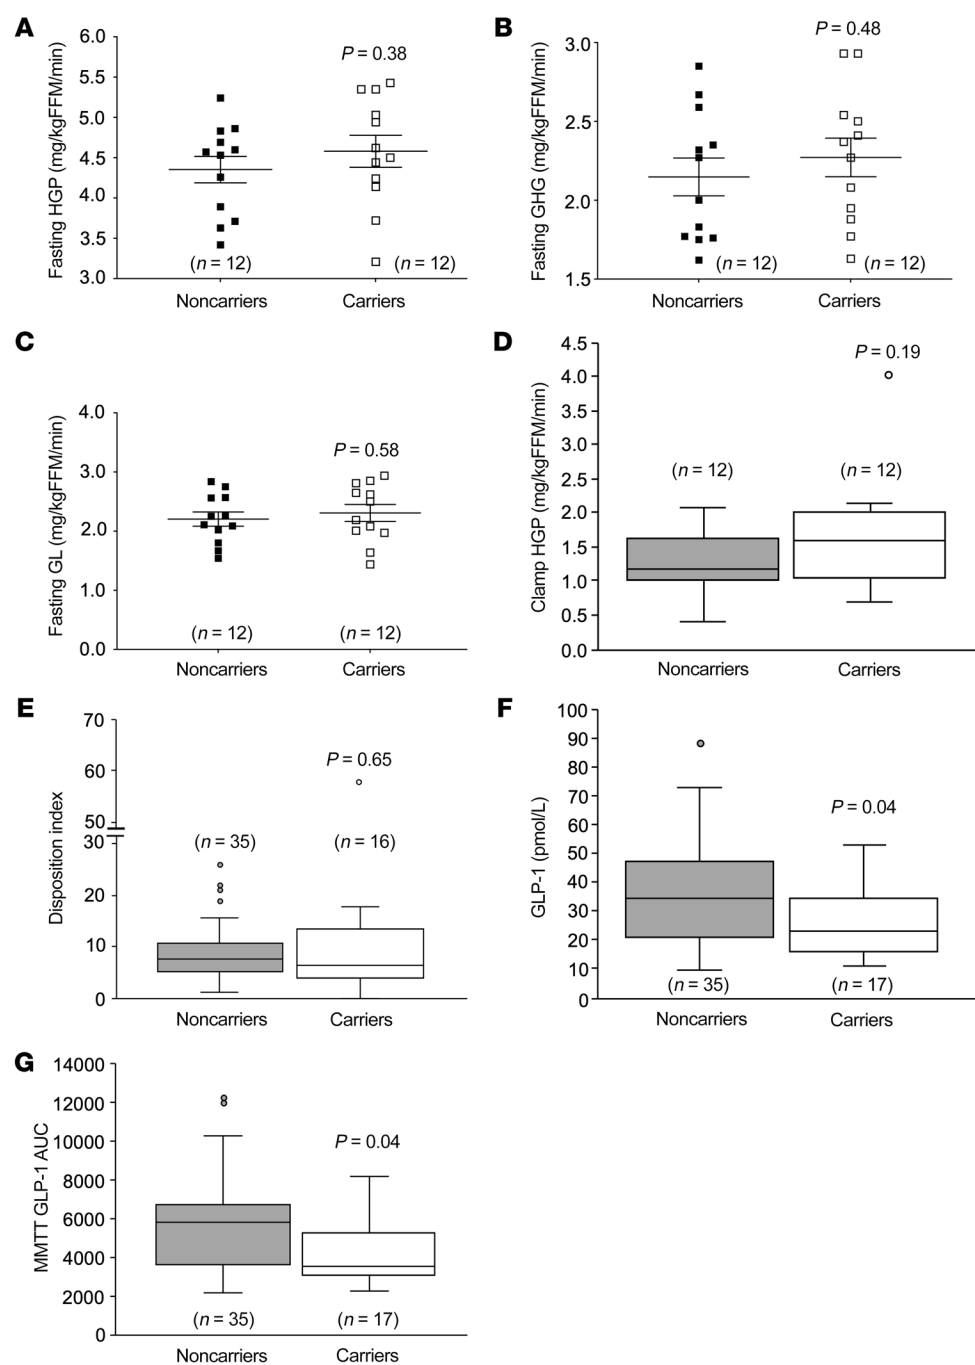 A
Fasting HGP (mg/kgFFM/min)
6.0
5.5
5.0
4.5
4.0
3.5
3.0
P = 0.38
(n = 12)
(n = 12)
Noncarriers
Carriers
B
Fasting GHG (mg/kgFFM/min)
3.0
2.5
2.0
1.5
P = 0.48
(n = 12)
(n = 12)
Noncarriers
Carriers
C
Fasting GL (mg/kgFFM/min)
4.0
3.0
2.0
1.0
0.0
P = 0.58
(n = 12)
(n = 12)
Noncarriers
Carriers
D
Clamp HGP (mg/kgFFM/min)
4.5
4.0
3.5
3.0
2.5
2.0
1.5
1.0
0.5
0.0
P = 0.19
(n = 12)
(n = 12)
Noncarriers
Carriers
E
Disposition index
70
60
50
30
20
10
0
P = 0.65
(n = 35)
(n = 16)
Noncarriers
Carriers
F
GLP-1 (pmol/L)
100
90
80
70
60
50
40
30
20
10
0
P = 0.04
(n = 35)
(n = 17)
Noncarriers
Carriers
G
MMTT GLP-1 AUC
14000
12000
10000
8000
6000
4000
2000
0
P = 0.04
(n = 35)
(n = 17)
Noncarriers
Carriers